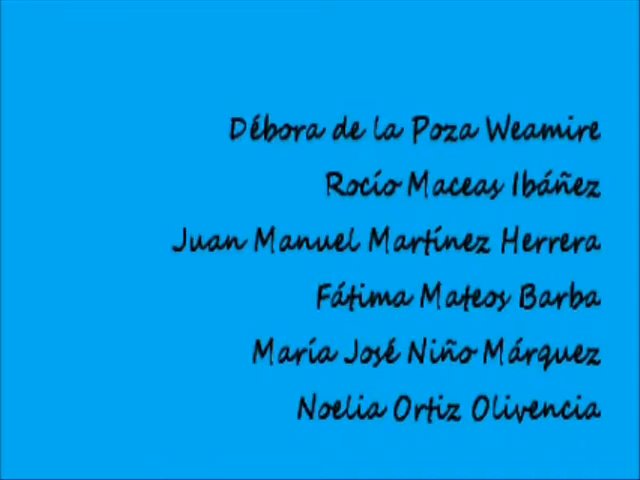 Débora de la Poza Weamire
Rocío Maceas Ibáñez
Juan Manuel Martínez Herrera
Fátima Mateos Barba
María José Niño Márquez
Noelia Ortiz Olivencia